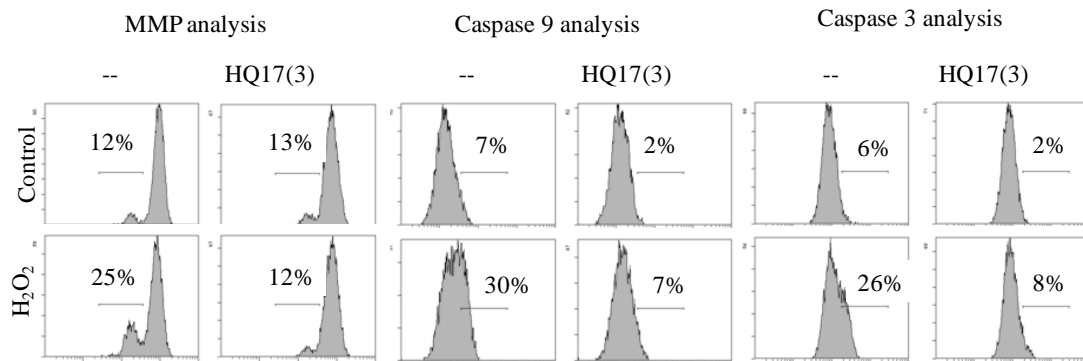 MMP analysis Caspase 9 analysis Caspase 3 analysis
-- HQ17(3) -- HQ17(3) -- HQ17(3)
Control
12% 13% 7% 2% 6% 2%
H₂O₂
25% 12% 30% 7% 26% 8%